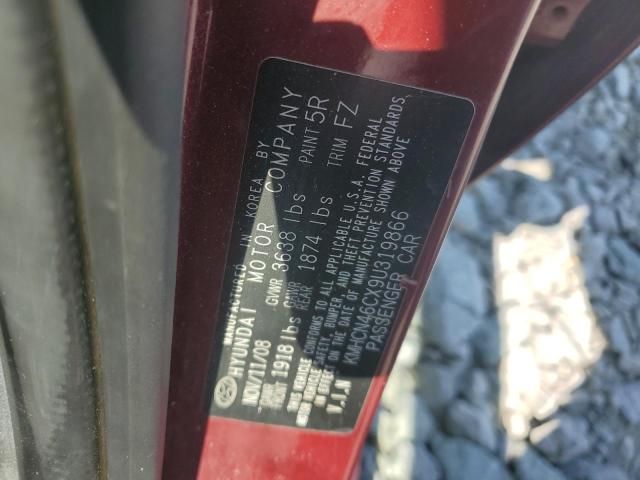 MANUFACTURED IN KOREA BY
HYUNDAI MOTOR COMPANY
NOV/11/08 GVWR 3638 lbs PAINT 5R
GAWR FRONT 1918 lbs GAWR REAR 1874 lbs TRIM FZ
THIS VEHICLE CONFORMS TO ALL APPLICABLE U.S.A. FEDERAL
MOTOR VEHICLE SAFETY, BUMPER, AND THEFT PREVENTION STANDARDS
IN EFFECT ON THE DATE OF MANUFACTURE SHOWN ABOVE
V.I.N KMHCN46CX9U319866
PASSENGER CAR